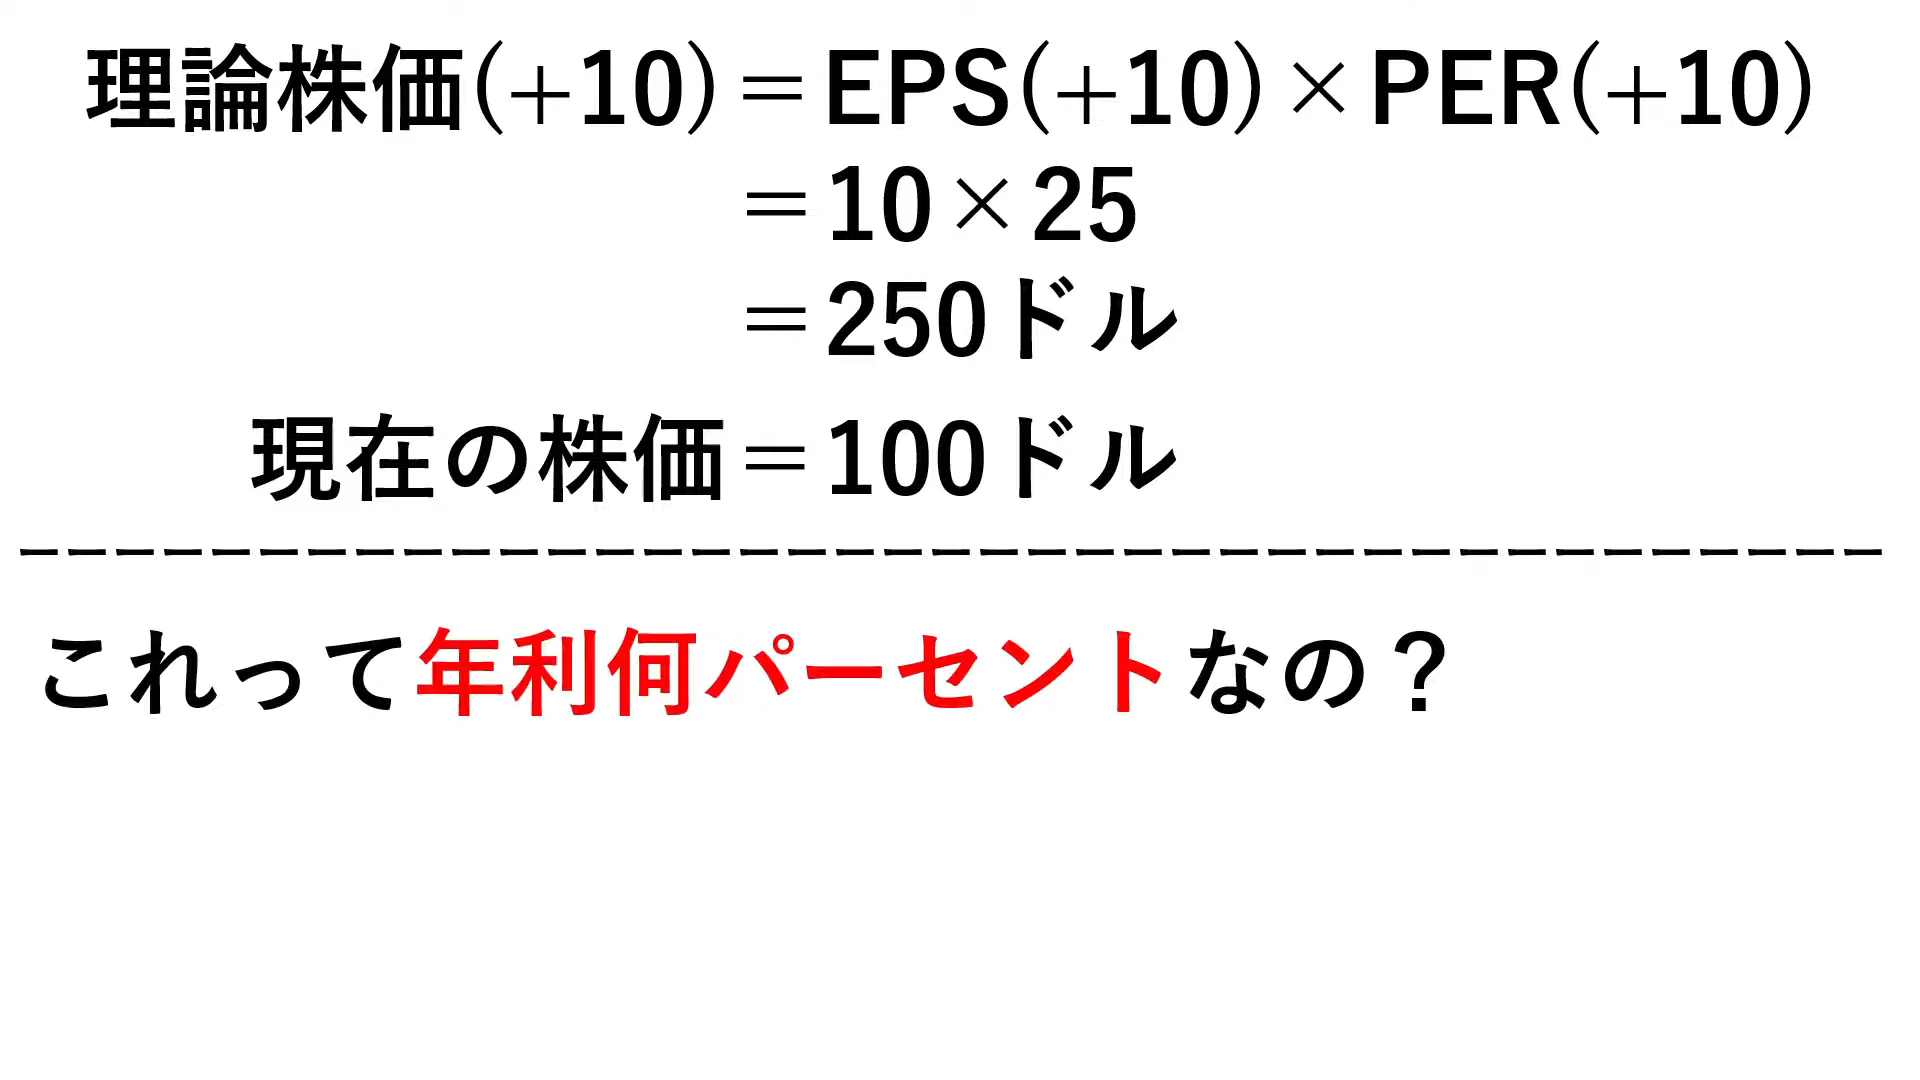 理論株価(+10)=EPS(+10)×PER(+10)
=10×25
=250ドル
現在の株価=100ドル
これって年利何パーセントなの？